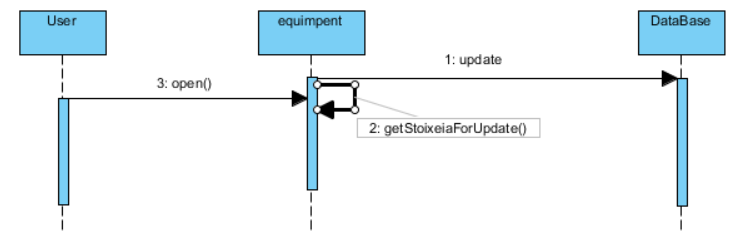 User
equimpent
DataBase
1: update
3: open()
2: getStoixeiaForUpdate()